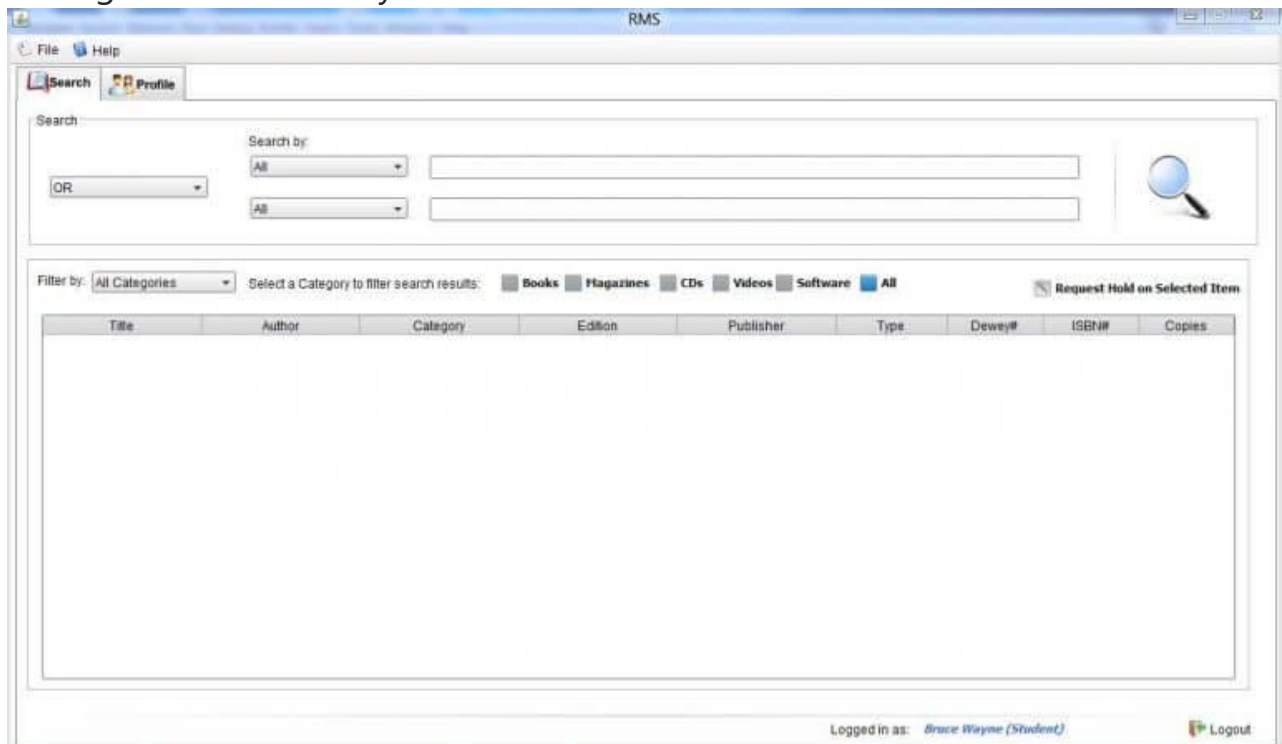 RMS
File Help
Search Profile
Search
Search by:
All
OR
All
Filter by: All Categories Select a Category to filter search results: Books Magazines CDs Videos Software All Request Hold on Selected Item
Title Author Category Edition Publisher Type Dewey# ISBN# Copies
Logged in as: Bruce Wayne (Student) Logout